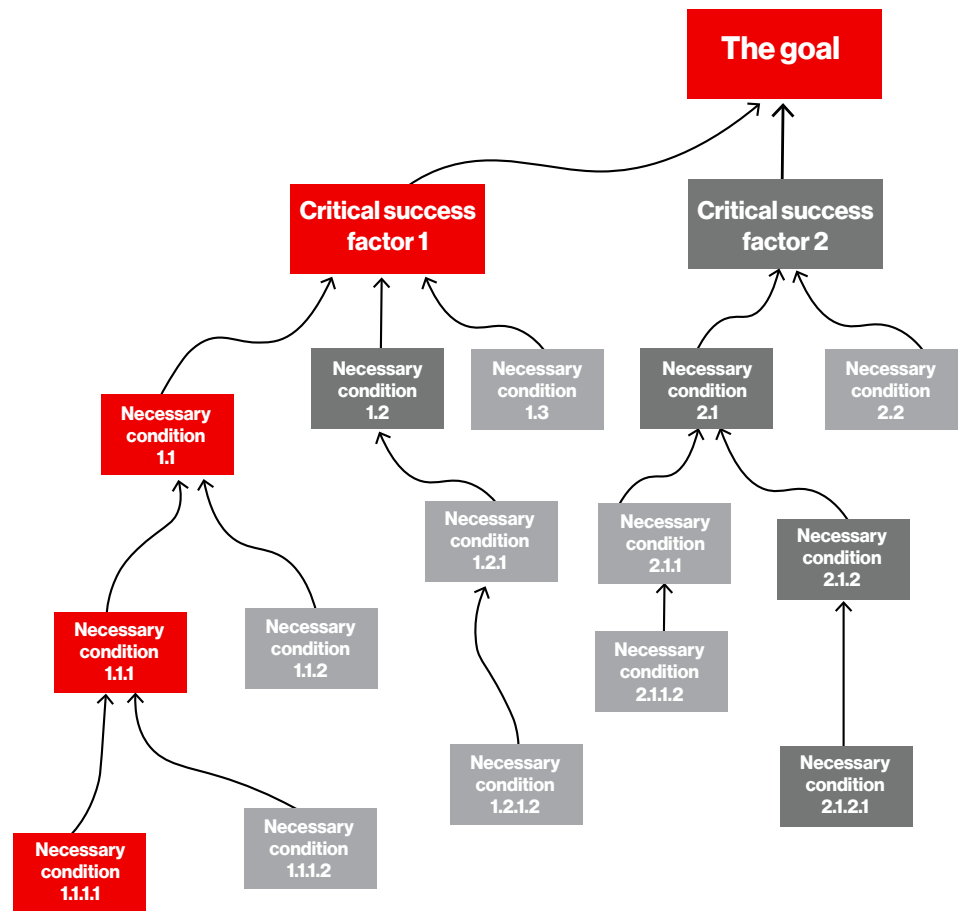 The goal
Critical success
factor 1
Critical success
factor 2
Necessary
condition
1.2
Necessary
condition
1.3
Necessary
condition
2.1
Necessary
condition
2.2
Necessary
condition
1.1
Necessary
condition
1.2.1
Necessary
condition
2.1.1
Necessary
condition
2.1.2
Necessary
condition
1.1.1
Necessary
condition
1.1.2
Necessary
condition
2.1.1.2
Necessary
condition
1.2.1.2
Necessary
condition
2.1.2.1
Necessary
condition
1.1.1.1
Necessary
condition
1.1.1.2